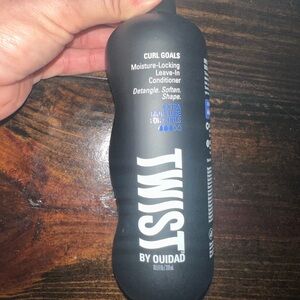 CURL GOALS
Moisture-Locking
Leave-In
Conditioner
Detangle. Soften.
Shape.
TWIST
BY OUIDAD